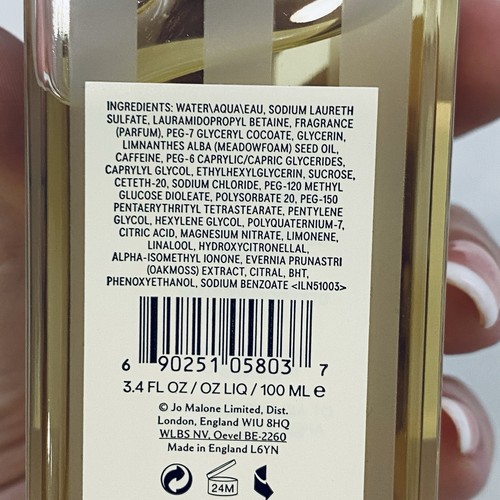 INGREDIENTS: WATER\AQUA\EAU, SODIUM LAURETH
SULFATE, LAURAMIDOPROPYL BETAINE, FRAGRANCE
(PARFUM), PEG-7 GLYCERYL COCOATE, GLYCERIN,
LIMNANTHES ALBA (MEADOWFOAM) SEED OIL,
CAFFEINE, PEG-6 CAPRYLIC/CAPRIC GLYCERIDES,
CAPRYLYL GLYCOL, ETHYLHEXYLGLYCERIN, SUCROSE,
CETETH-20, SODIUM CHLORIDE, PEG-120 METHYL
GLUCOSE DIOLEATE, POLYSORBATE 20, PEG-150
PENTAERYTHRITYL TETRASTEARATE, PENTYLENE
GLYCOL, HEXYLENE GLYCOL, POLYQUATERNIUM-7,
CITRIC ACID, MAGNESIUM NITRATE, LIMONENE,
LINALOOL, HYDROXYCITRONELLAL,
ALPHA-ISOMETHYL IONONE, EVERNIA PRUNASTRI
(OAKMOSS) EXTRACT, CITRAL, BHT,
PHENOXYETHANOL, SODIUM BENZOATE <ILN51003>
6 90251 05803 7
3.4 FL OZ / OZ LIQ / 100 ML ℮
© Jo Malone Limited, Dist.
London, England W1U 8HQ
WLBS NV, Oevel BE-2260
Made in England L6YN
24M